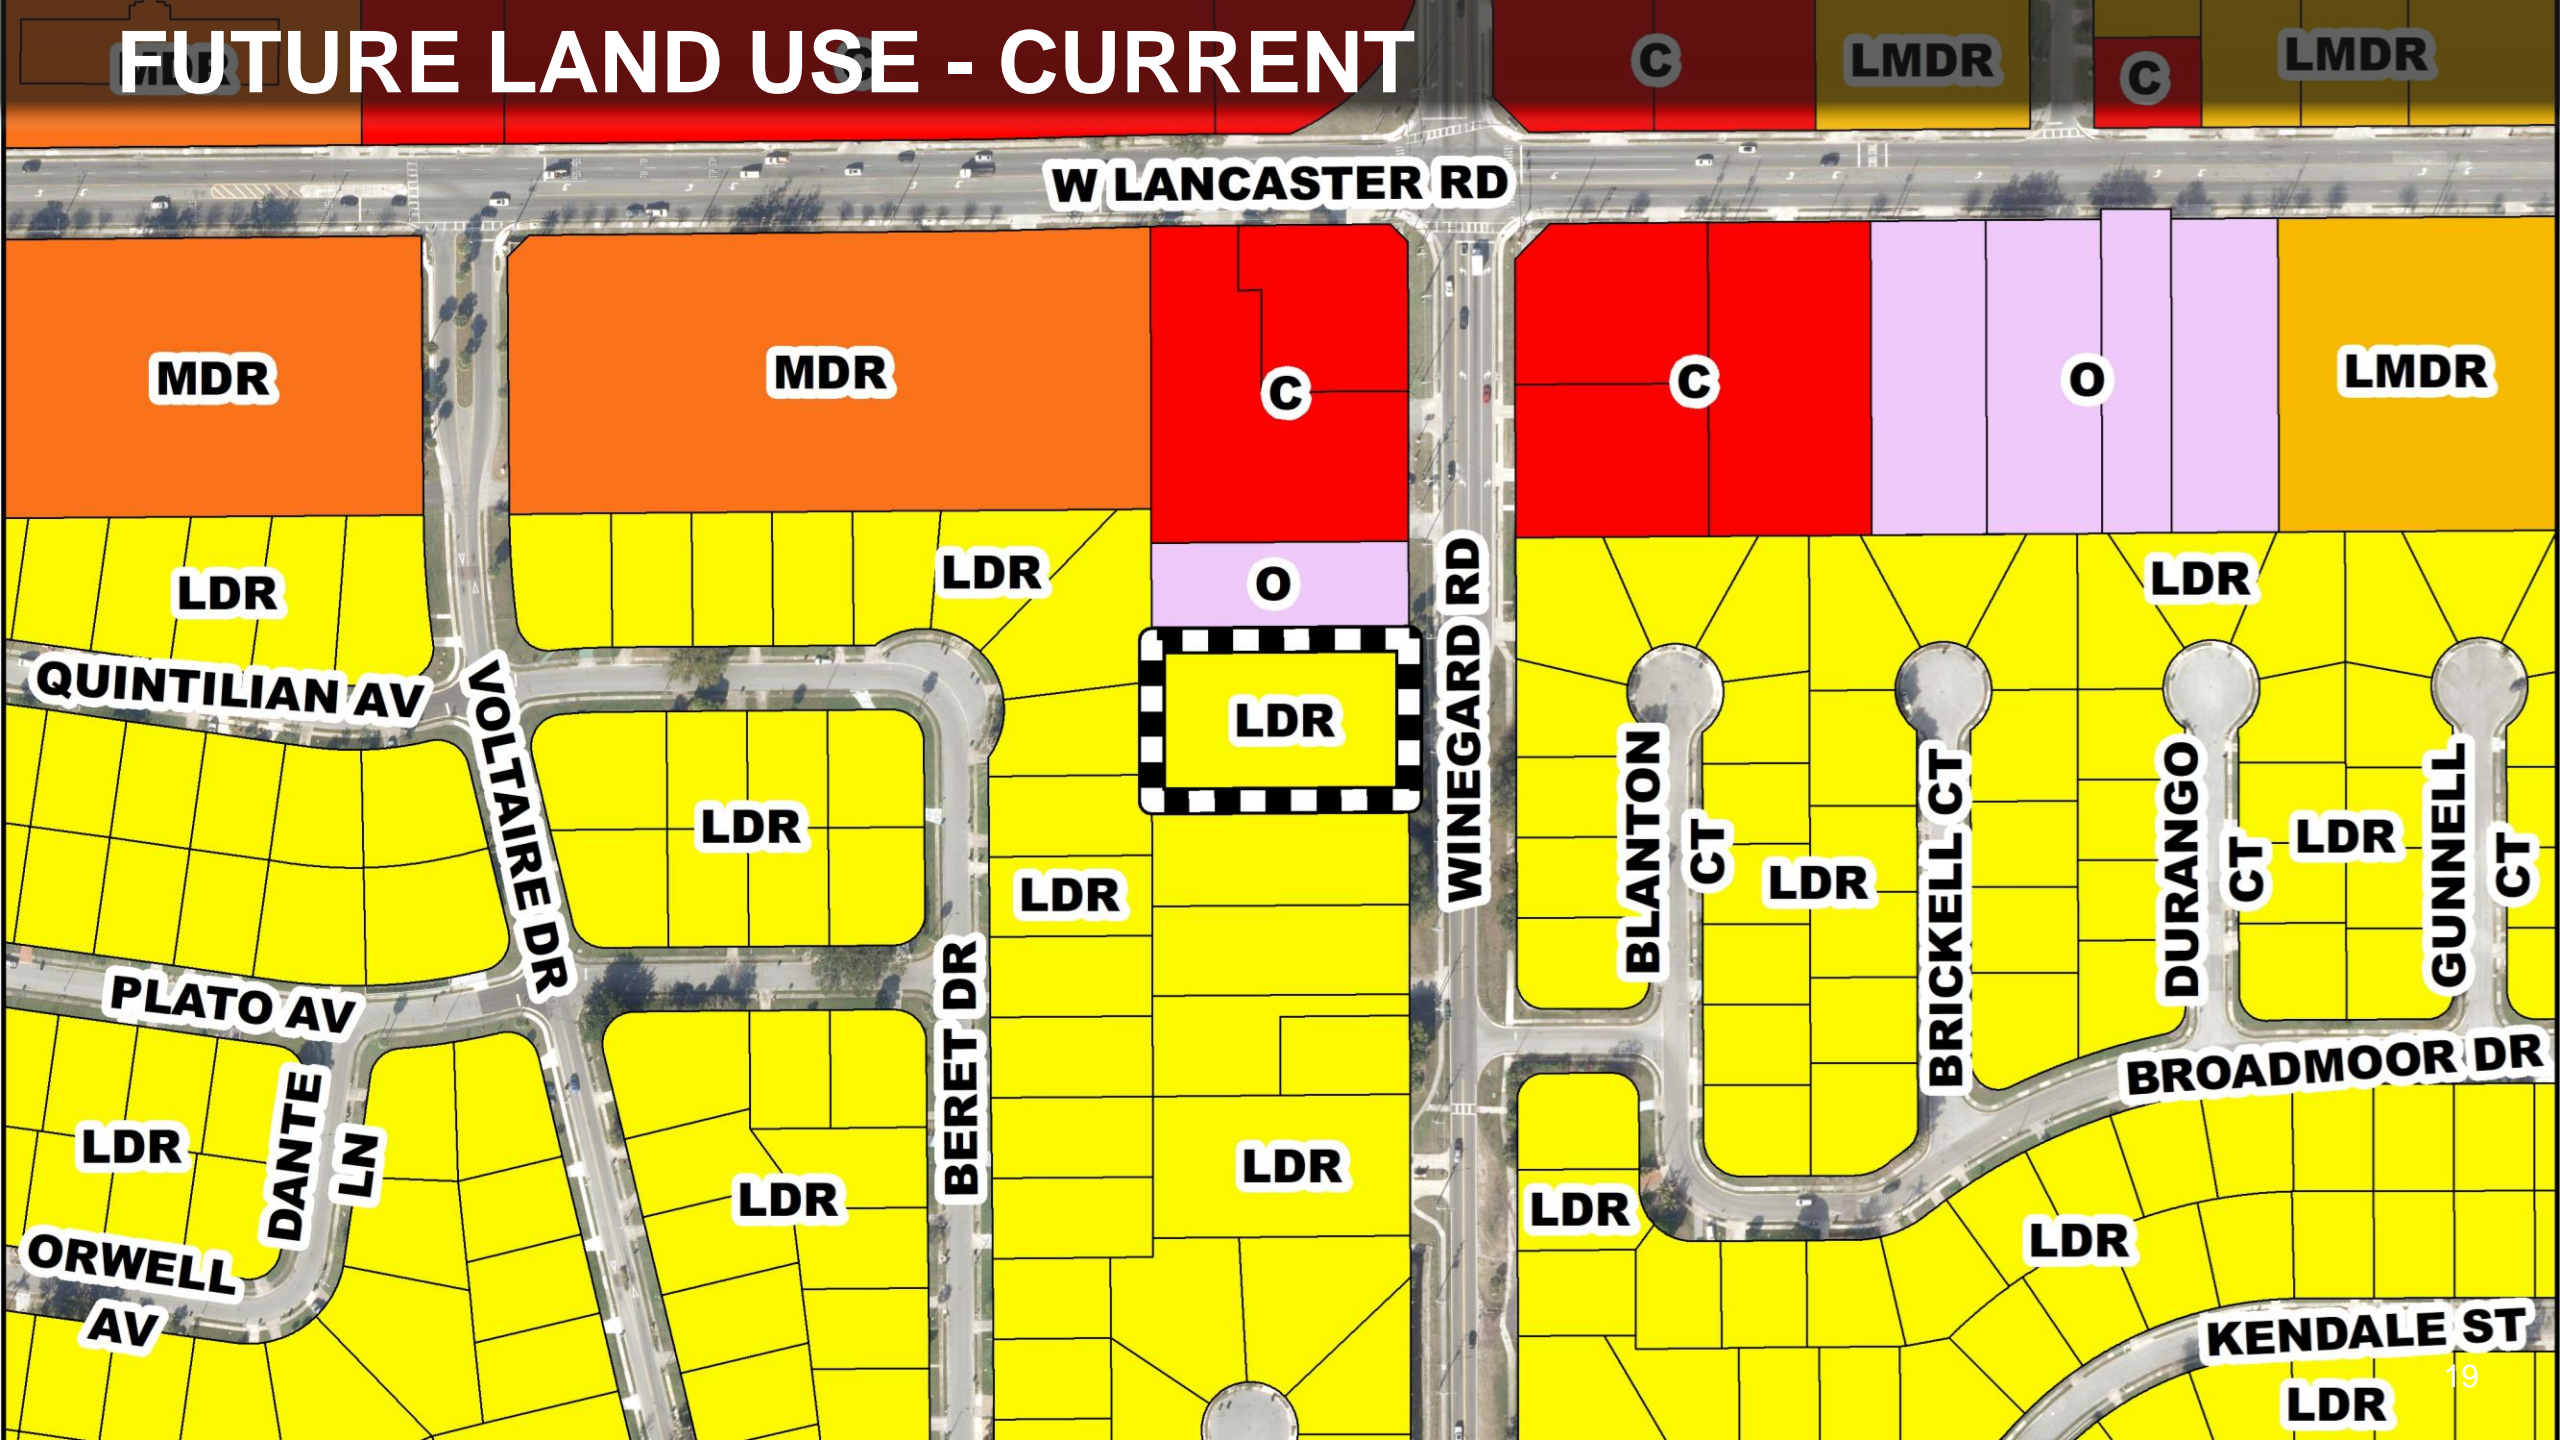 FUTURE LAND USE - CURRENT
MDR
C
C
LMDR
C
LMDR
W LANCASTER RD
MDR
MDR
C
C
O
LMDR
LDR
LDR
O
LDR
QUINTILIAN AV
VOLTAIRE DR
LDR
WINEGARD RD
BLANTON
CT
BRICKELL CT
DURANGO
CT
GUNNELL
CT
LDR
LDR
LDR
LDR
PLATO AV
BERET DR
BROADMOOR DR
DANTE
LN
LDR
LDR
LDR
LDR
LDR
ORWELL
AV
KENDALE ST
19
LDR